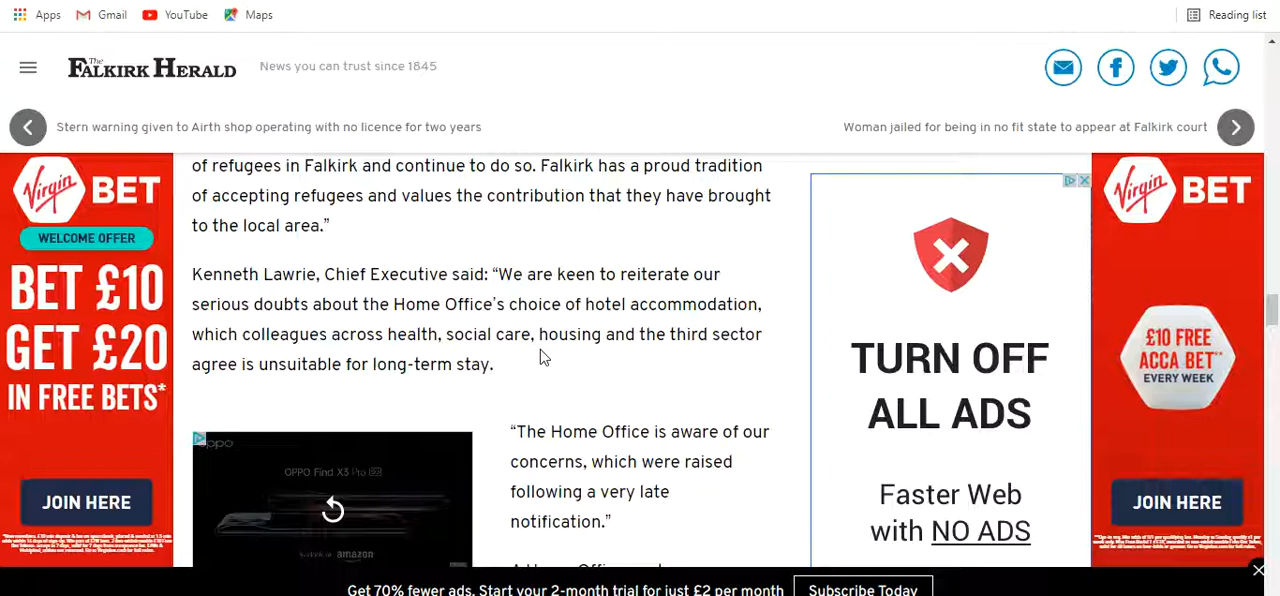 Apps Gmail YouTube Maps Reading list
The FALKIRK HERALD News you can trust since 1845
Stern warning given to Airth shop operating with no licence for two years
Woman jailed for being in no fit state to appear at Falkirk court
Virgin BET
WELCOME OFFER
BET £10
GET £20
IN FREE BETS*
JOIN HERE
of refugees in Falkirk and continue to do so. Falkirk has a proud tradition
of accepting refugees and values the contribution that they have brought
to the local area.”
Kenneth Lawrie, Chief Executive said: “We are keen to reiterate our
serious doubts about the Home Office’s choice of hotel accommodation,
which colleagues across health, social care, housing and the third sector
agree is unsuitable for long-term stay.
oppo
OPPO Find X3 Pro 5G
Available at amazon
“The Home Office is aware of our
concerns, which were raised
following a very late
notification.”
TURN OFF
ALL ADS
Faster Web
with NO ADS
Virgin BET
£10 FREE
ACCA BET**
EVERY WEEK
JOIN HERE
Get 70% fewer ads. Start your 2-month trial for just £2 per month Subscribe Today